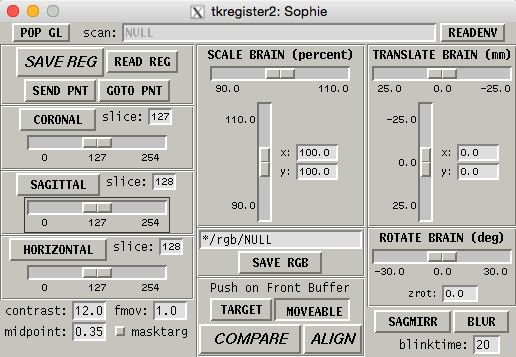 tkregister2: Sophie
POP GL scan: NULL READENV
SAVE REG READ REG
SEND PNT GOTO PNT
CORONAL slice: 127
0 127 254
SAGITTAL slice: 128
0 127 254
HORIZONTAL slice: 128
0 127 254
contrast: 12.0 fmov: 1.0
midpoint: 0.35 masktarg
SCALE BRAIN (percent)
90.0 110.0
110.0
x: 100.0
y: 100.0
90.0
*/rgb/NULL
SAVE RGB
Push on Front Buffer
TARGET MOVEABLE
COMPARE ALIGN
TRANSLATE BRAIN (mm)
25.0 0.0 -25.0
-25.0
x: 0.0
0.0
y: 0.0
25.0
ROTATE BRAIN (deg)
-30.0 0.0 30.0
zrot: 0.0
SAGMIRR BLUR
blinktime: 20